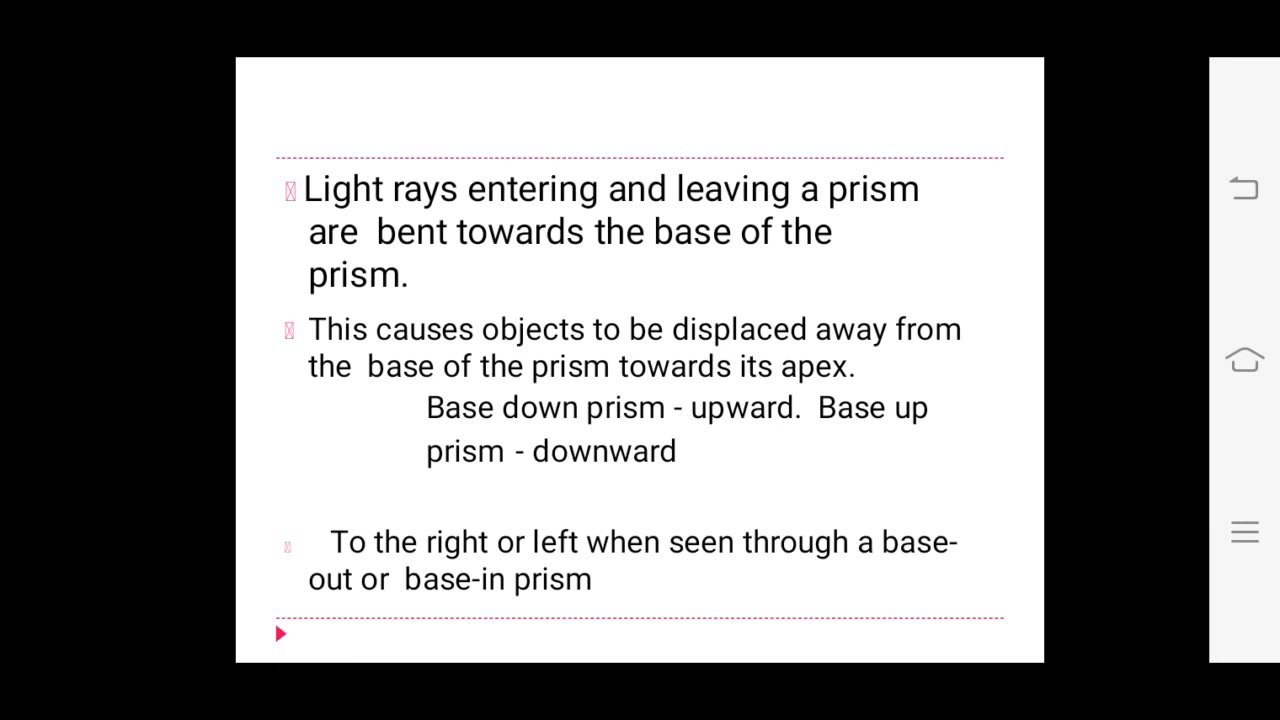 Light rays entering and leaving a prism
are  bent towards the base of the
prism.
This causes objects to be displaced away from
the  base of the prism towards its apex.
Base down prism - upward.  Base up
prism - downward
To the right or left when seen through a base-
out or  base-in prism